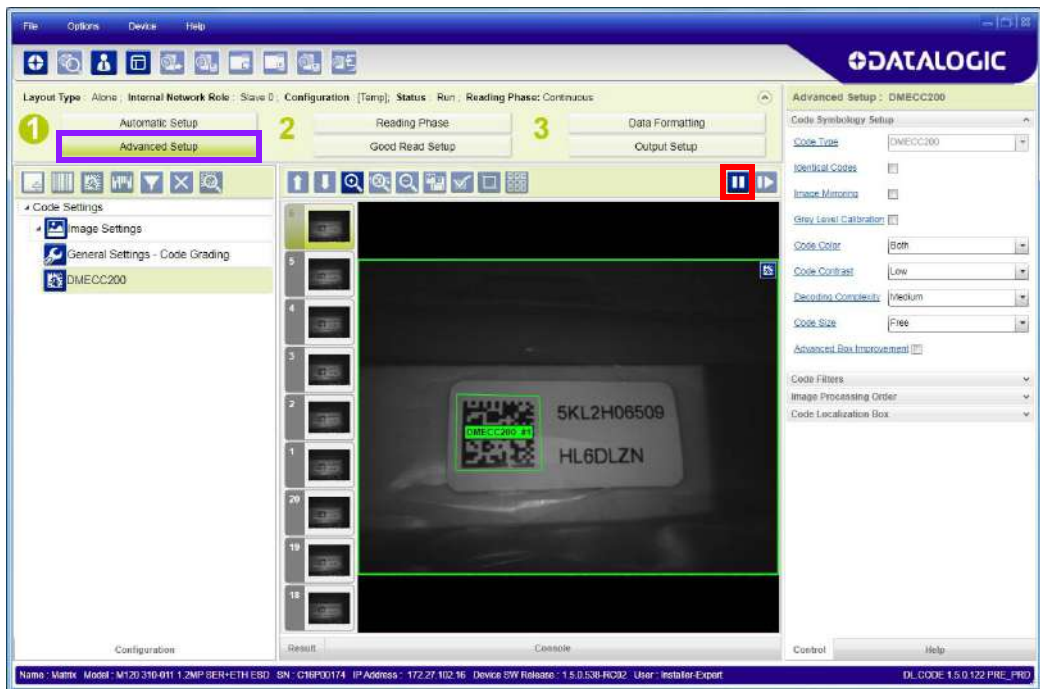 File Options Device Help
DATALOGIC
Layout Type : Alone ; Internal Network Role : Slave 0 ; Configuration : [Temp]; Status : Run ; Reading Phase: Continuous
1 Automatic Setup
Advanced Setup
2 Reading Phase
Good Read Setup
3 Data Formatting
Output Setup
Code Settings
Image Settings
General Settings - Code Grading
DMECC200
Configuration
6
5
4
3
2
1
20
19
18
DMECC200 #1
5KL2H06509
HL6DLZN
Result Console
Advanced Setup : DMECC200
Code Symbology Setup
Code Type DMECC200
Identical Codes
Image Mirroring
Grey Level Calibration
Code Color Both
Code Contrast Low
Decoding Complexity Medium
Code Size Free
Advanced Box Improvement
Code Filters
Image Processing Order
Code Localization Box
Control Help
Name : Matrix Model : M120 310-011 1.2MP SER+ETH ESD SN : C16P00174 IP Address : 172.27.102.16 Device SW Release : 1.5.0.538-RC02 User : Installer-Expert DL.CODE 1.5.0.122 PRE_PRD